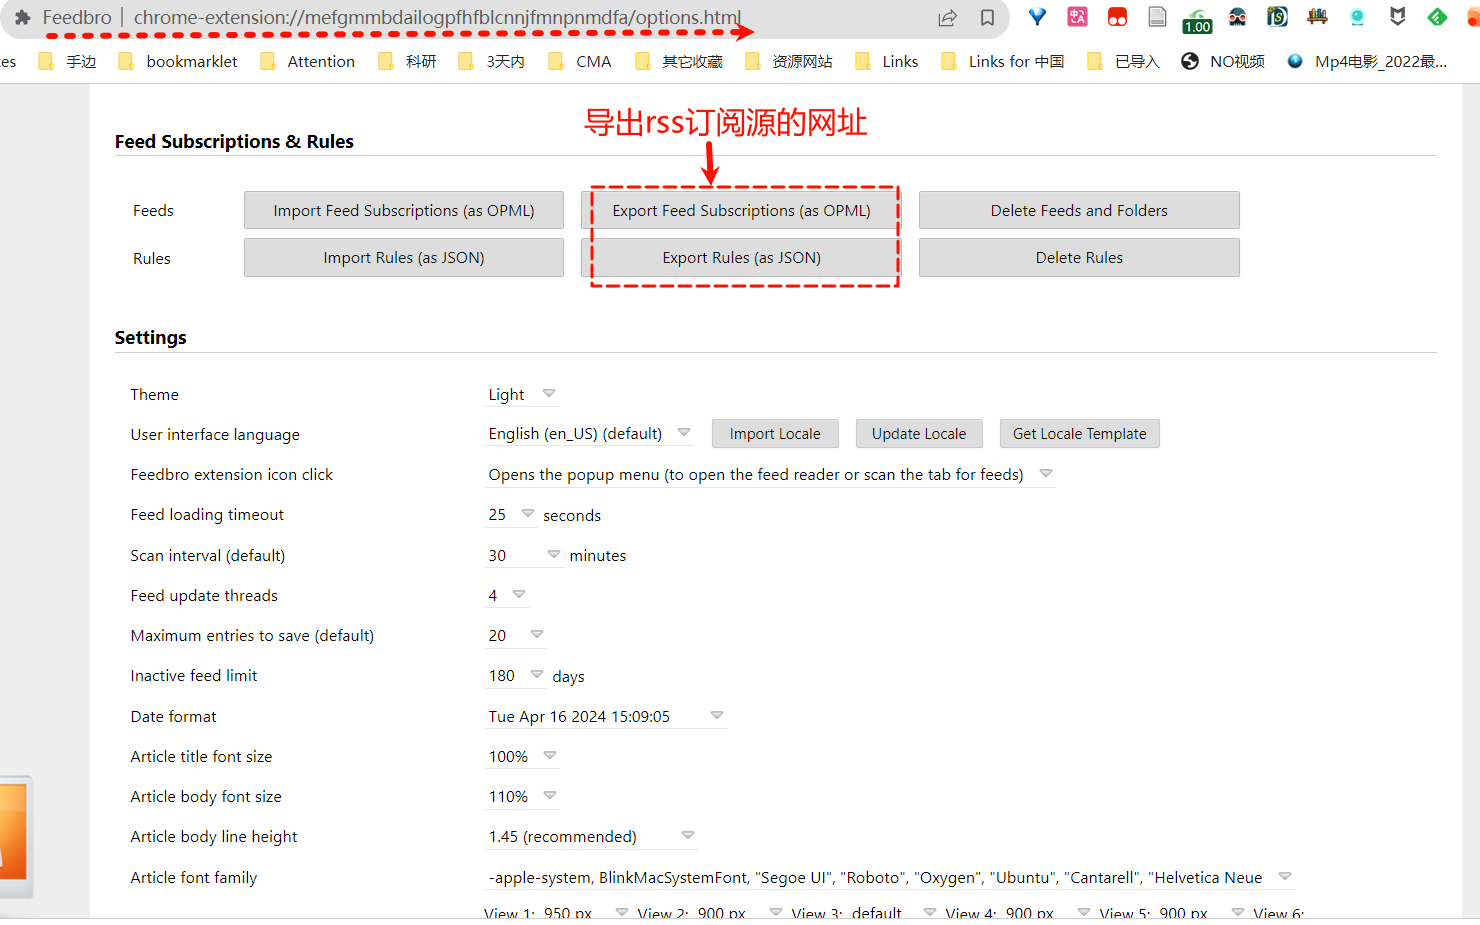 Feedbro | chrome-extension://mefgmmbdailogpfhfblcnnjfmnpnmdfa/options.html
1.00
es 手边 bookmarklet Attention 科研 3天内 CMA 其它收藏 资源网站 Links Links for 中国 已导入 NO视频 Mp4电影_2022最...
导出rss订阅源的网址
Feed Subscriptions & Rules
Feeds Import Feed Subscriptions (as OPML) Export Feed Subscriptions (as OPML) Delete Feeds and Folders
Rules Import Rules (as JSON) Export Rules (as JSON) Delete Rules
Settings
Theme Light
User interface language English (en_US) (default) Import Locale Update Locale Get Locale Template
Feedbro extension icon click Opens the popup menu (to open the feed reader or scan the tab for feeds)
Feed loading timeout 25 seconds
Scan interval (default) 30 minutes
Feed update threads 4
Maximum entries to save (default) 20
Inactive feed limit 180 days
Date format Tue Apr 16 2024 15:09:05
Article title font size 100%
Article body font size 110%
Article body line height 1.45 (recommended)
Article font family -apple-system, BlinkMacSystemFont, "Segoe UI", "Roboto", "Oxygen", "Ubuntu", "Cantarell", "Helvetica Neue
View 1: 950 px View 2: 900 px View 3: default View 4: 900 px View 5: 900 px View 6: